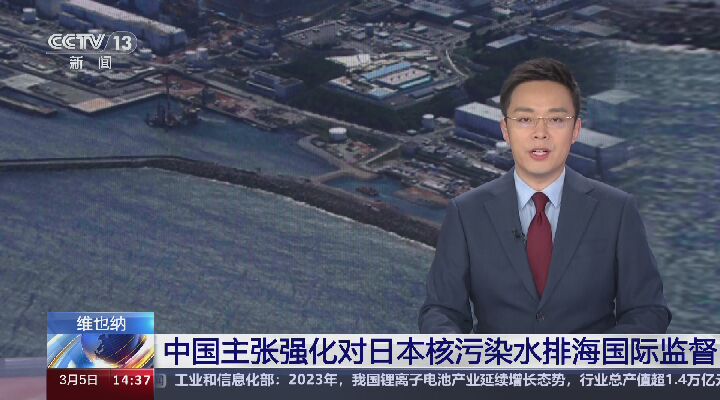 CCTV 13
新闻
维也纳
中国主张强化对日本核污染水排海国际监督
3月5日 14:37
工业和信息化部：2023年，我国锂离子电池产业延续增长态势，行业总产值超1.4万亿元